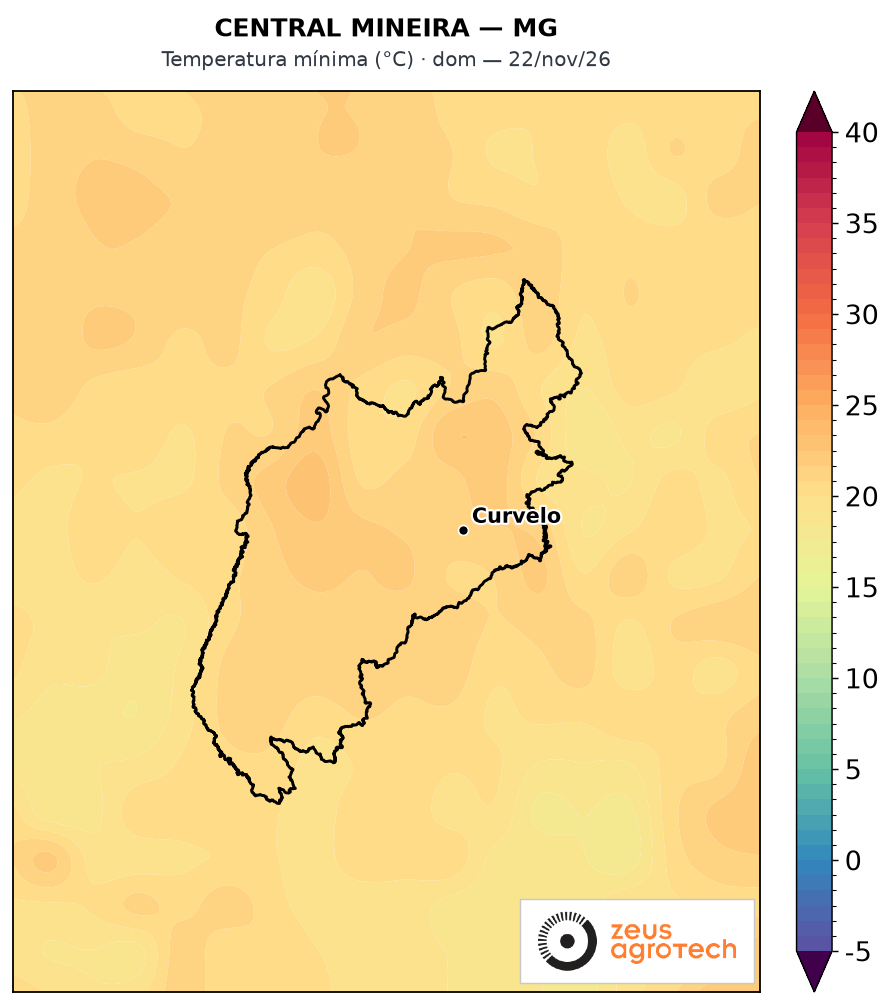 CENTRAL MINEIRA — MG
Temperatura mínima (°C) · dom — 22/nov/26
40
35
30
25
20
15
10
5
0
-5
Curvelo
zeus
agrotech